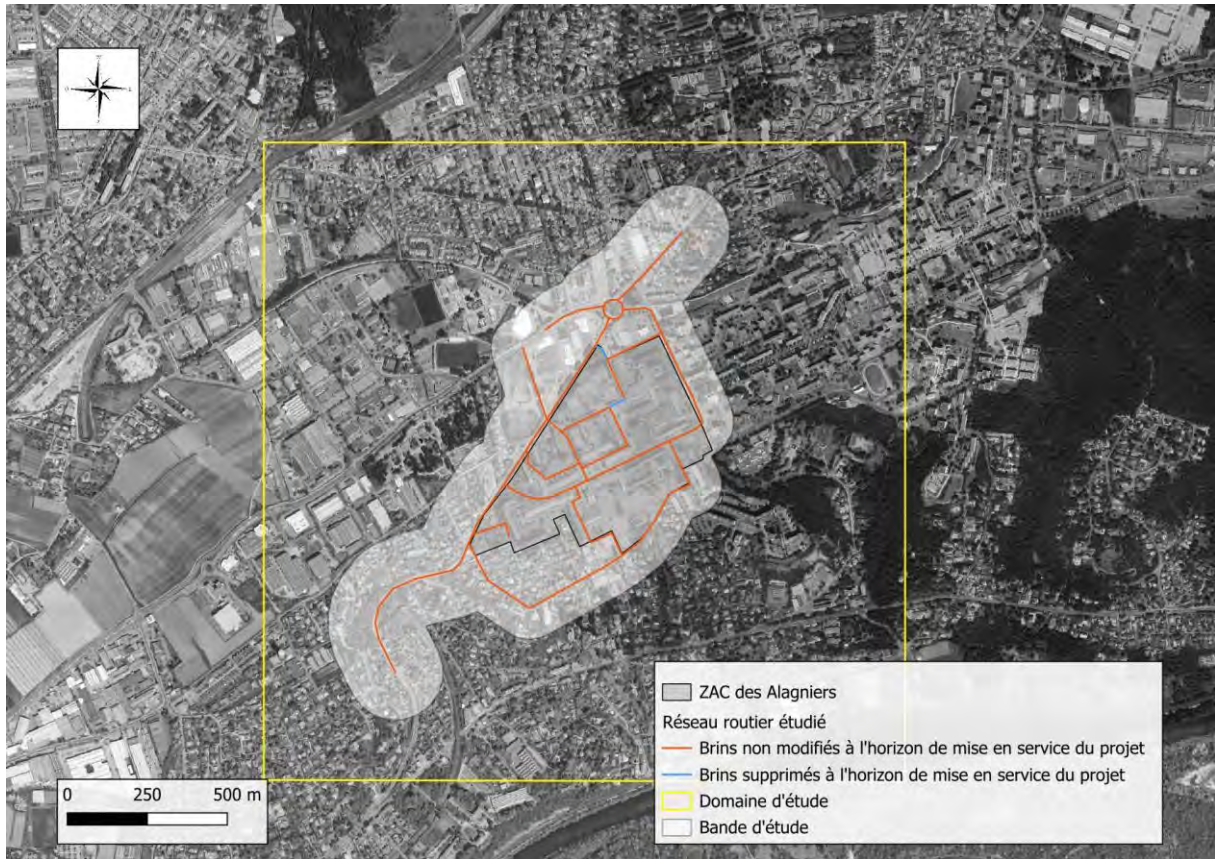 ZAC des Alagniers
Réseau routier étudié
Brins non modifiés à l'horizon de mise en service du projet
Brins supprimés à l'horizon de mise en service du projet
Domaine d'étude
Bande d'étude
0 250 500 m